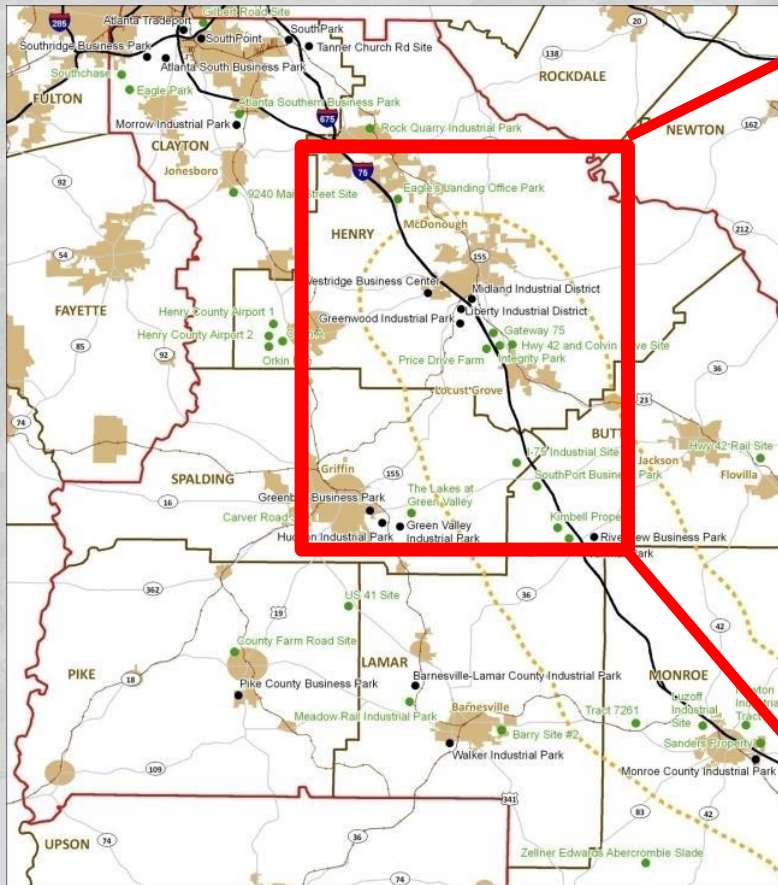 Gilbert Road Site
Atlanta Tradeport
285
20
SouthPark
SouthPoint
Tanner Church Rd Site
Southridge Business Park
138
Atlanta South Business Park
ROCKDALE
Southchase
Eagle Park
FULTON
Atlanta Southern Business Park
675
162
Morrow Industrial Park
Rock Quarry Industrial Park
NEWTON
CLAYTON
Jonesboro
75
92
9240 Main Street Site
Eagle's Landing Office Park
HENRY
McDonough
212
54
155
Westridge Business Center
Midland Industrial District
FAYETTE
Henry County Airport 1
Liberty Industrial District
Greenwood Industrial Park
Gateway 75
Henry County Airport 2
85
Hwy 42 and Colvin Drive Site
92
Orkin
Price Drive Farm
Integrity Park
36
Locust Grove
23
74
BUTT
I-75 Industrial Site
Jackson
Hwy 42 Rail Site
Griffin
155
SPALDING
SouthPort Business Park
Flovilla
16
The Lakes at
Green Valley
Carver Road
Kimbell Prope
Green Valley
Industrial Park
Business Park
Industrial Park
Park
362
36
US 41 Site
19
42
County Farm Road Site
PIKE
LAMAR
18
Barnesville-Lamar County Industrial Park
MONROE
Pike County Business Park
Luzoff
Industrial
Site
Tract
Meadow Rail Industrial Park
Barnesville
Tract 7261
Barry Site #2
Sanders Property
Walker Industrial Park
109
Monroe County Industrial Park
341
83
42
36
UPSON
74
Zellner Edwards Abercrombie Slade
74